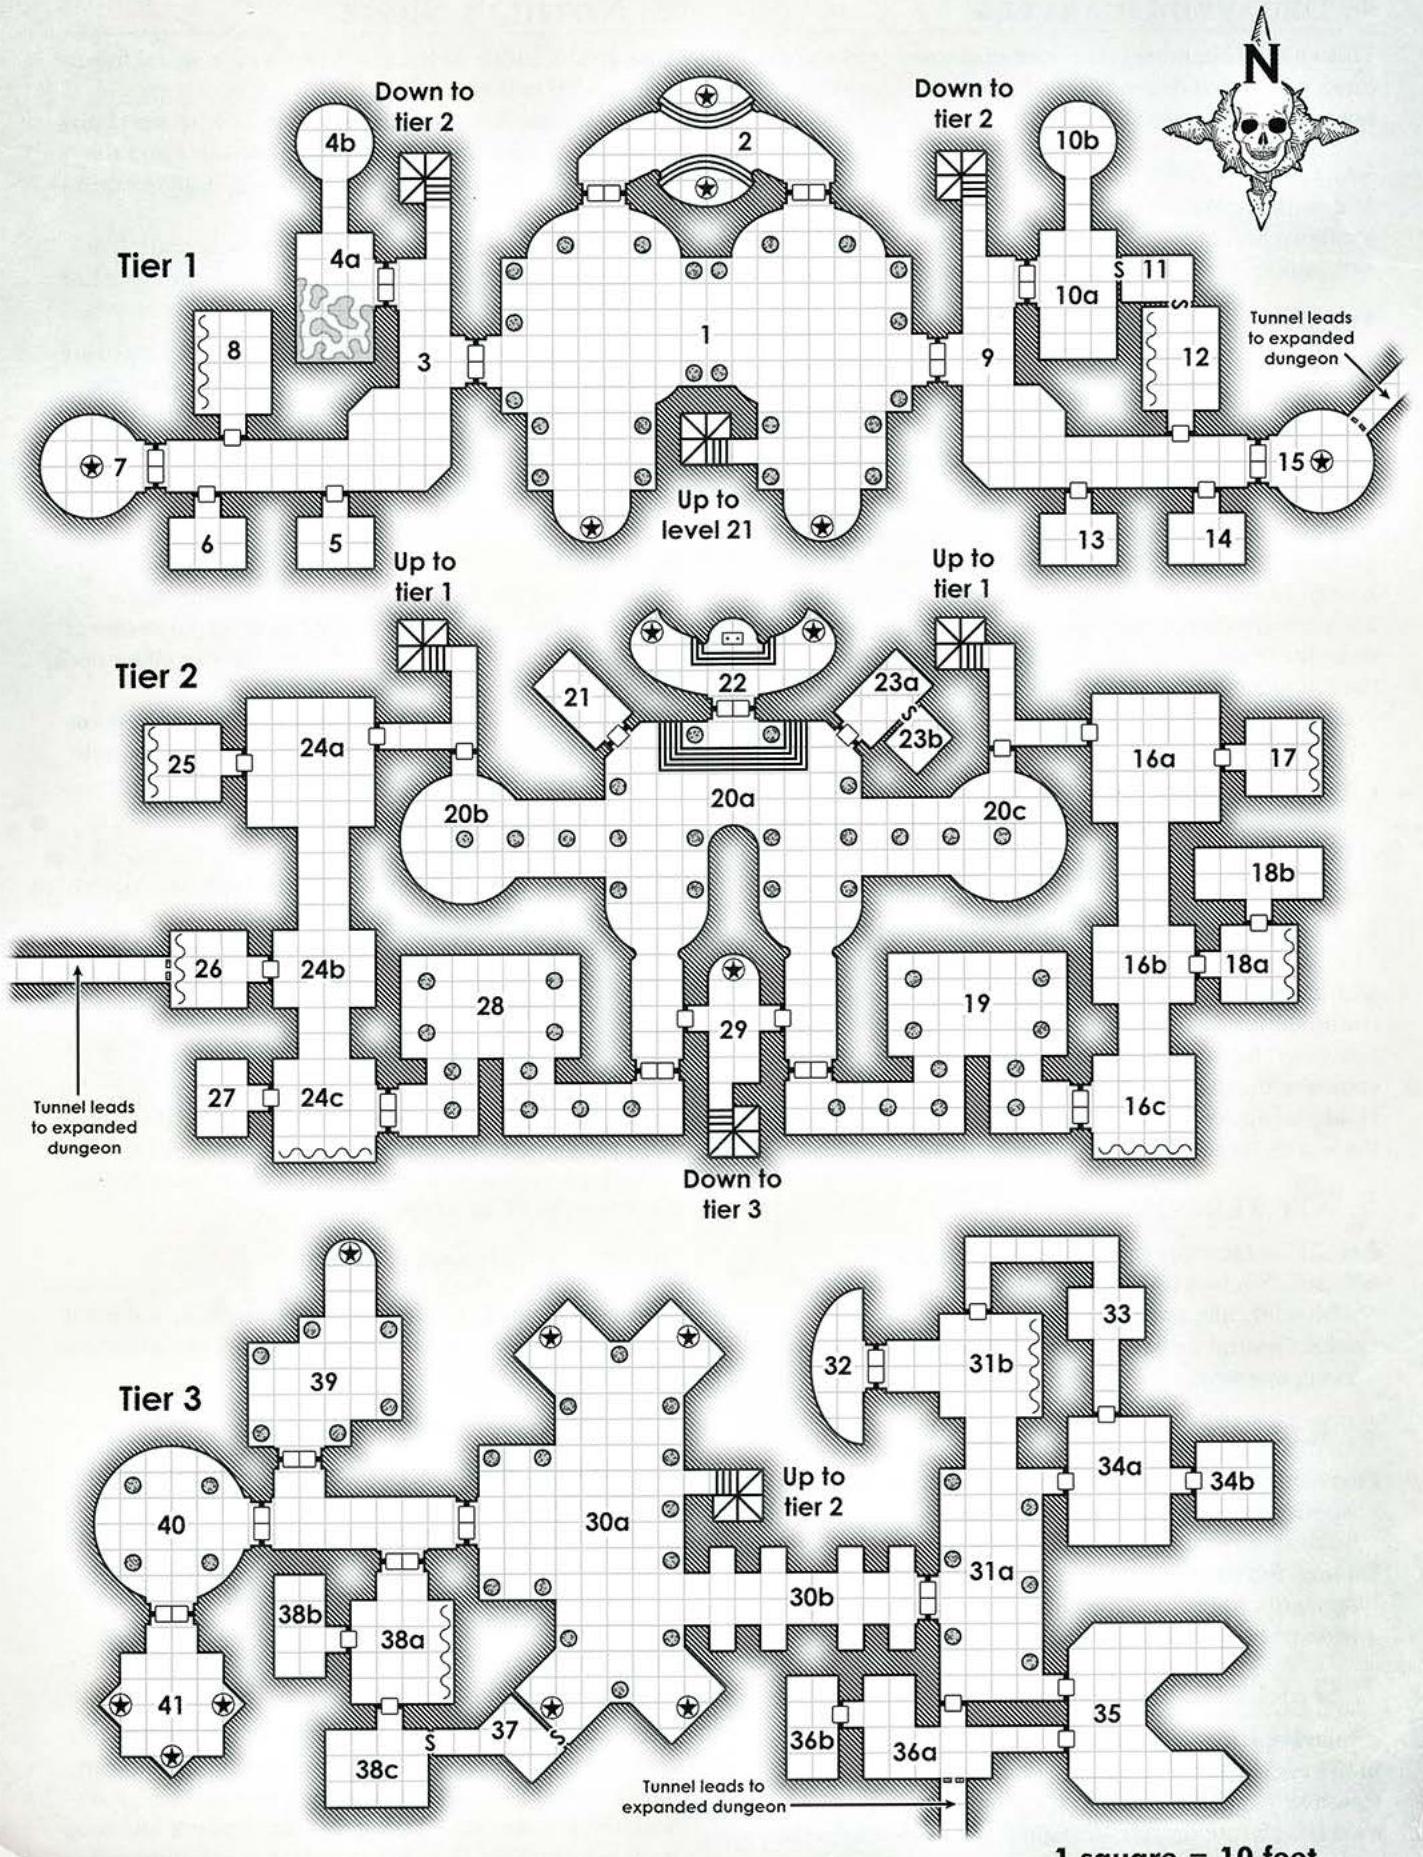 N
Down to
tier 2
Down to
tier 2
4b
2
10b
Tier 1
4a
S
11
10a
S
Tunnel leads
to expanded
dungeon
8
3
1
9
12
7
15
Up to
level 21
6
5
13
14
Up to
tier 1
Up to
tier 1
Tier 2
21
22
23a
S
23b
25
24a
16a
17
20b
20a
20c
18b
26
24b
28
19
16b
18a
29
27
24c
16c
Tunnel leads
to expanded
dungeon
Down to
tier 3
33
32
31b
39
Tier 3
34a
34b
Up to
tier 2
40
30a
31a
30b
38b
38a
41
37
S
S
38c
35
36b
36a
Tunnel leads to
expanded dungeon
1 square = 10 feet